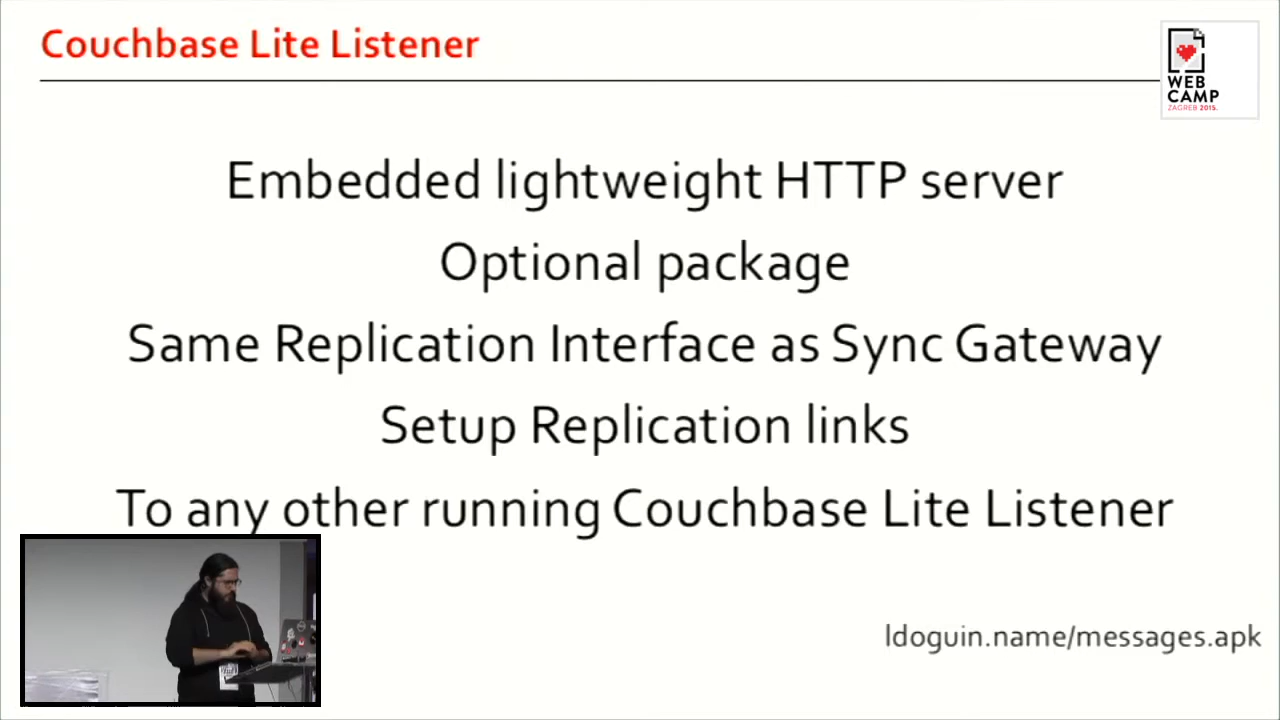 Couchbase Lite Listener
WEB
CAMP
ZAGREB 2015.
Embedded lightweight HTTP server
Optional package
Same Replication Interface as Sync Gateway
Setup Replication links
To any other running Couchbase Lite Listener
ldoguin.name/messages.apk